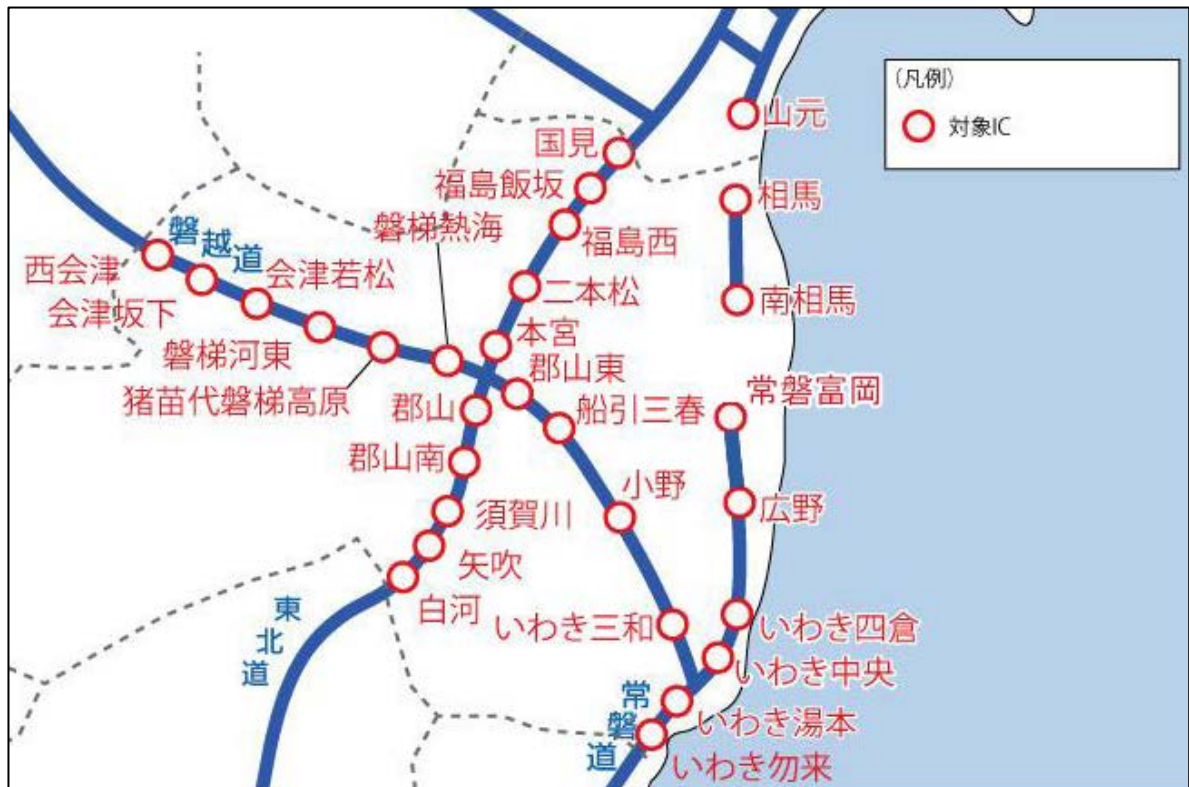 (凡例)
対象IC
山元
国見
相馬
福島飯坂
磐梯熱海
福島西
磐越道
西会津
会津若松
二本松
南相馬
会津坂下
本宮
磐梯河東
郡山東
常磐富岡
猪苗代磐梯高原
郡山
船引三春
郡山南
小野
広野
須賀川
矢吹
白河
東北道
いわき三和
いわき四倉
いわき中央
常磐道
いわき湯本
いわき勿来